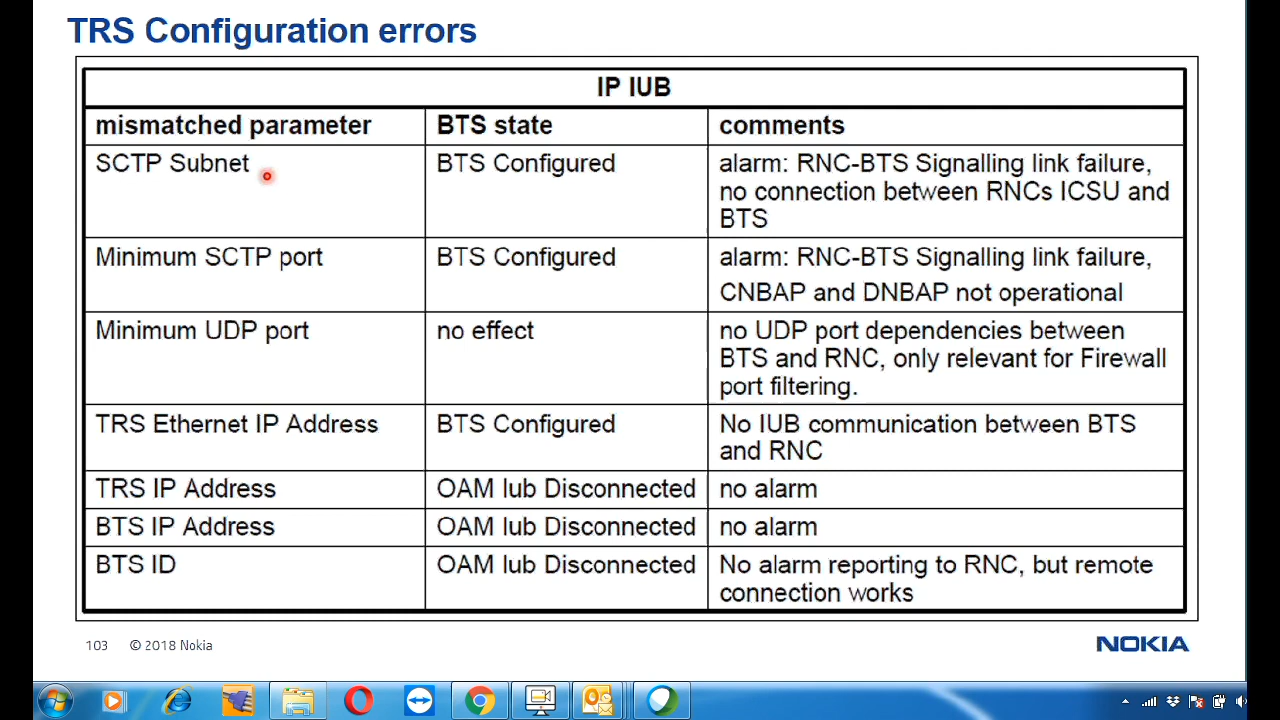 TRS Configuration errors
IP IUB
mismatched parameter BTS state comments
SCTP Subnet BTS Configured alarm: RNC-BTS Signalling link failure,
no connection between RNCs ICSU and
BTS
Minimum SCTP port BTS Configured alarm: RNC-BTS Signalling link failure,
CNBAP and DNBAP not operational
Minimum UDP port no effect no UDP port dependencies between
BTS and RNC, only relevant for Firewall
port filtering.
TRS Ethernet IP Address BTS Configured No IUB communication between BTS
and RNC
TRS IP Address OAM Iub Disconnected no alarm
BTS IP Address OAM Iub Disconnected no alarm
BTS ID OAM Iub Disconnected No alarm reporting to RNC, but remote
connection works
103 © 2018 Nokia NOKIA